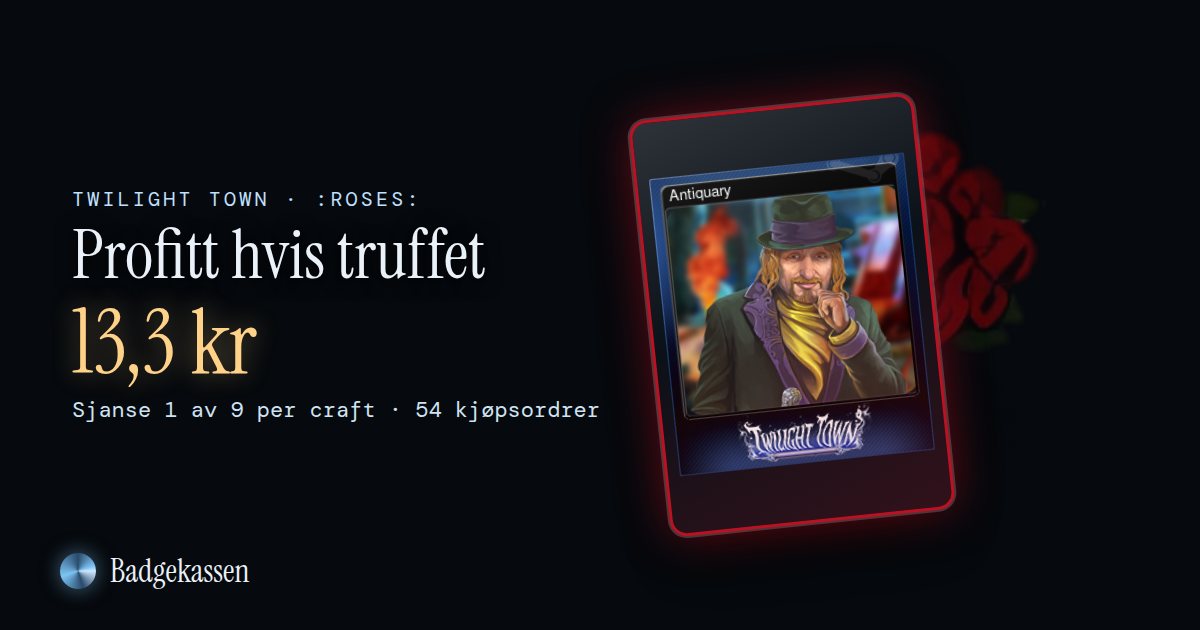 TWILIGHT TOWN · :ROSES:
Profitt hvis truffet
13,3 kr
Sjanse 1 av 9 per craft · 54 kjøpsordrer
Antiquary
TWILIGHT TOWN
Badgekassen